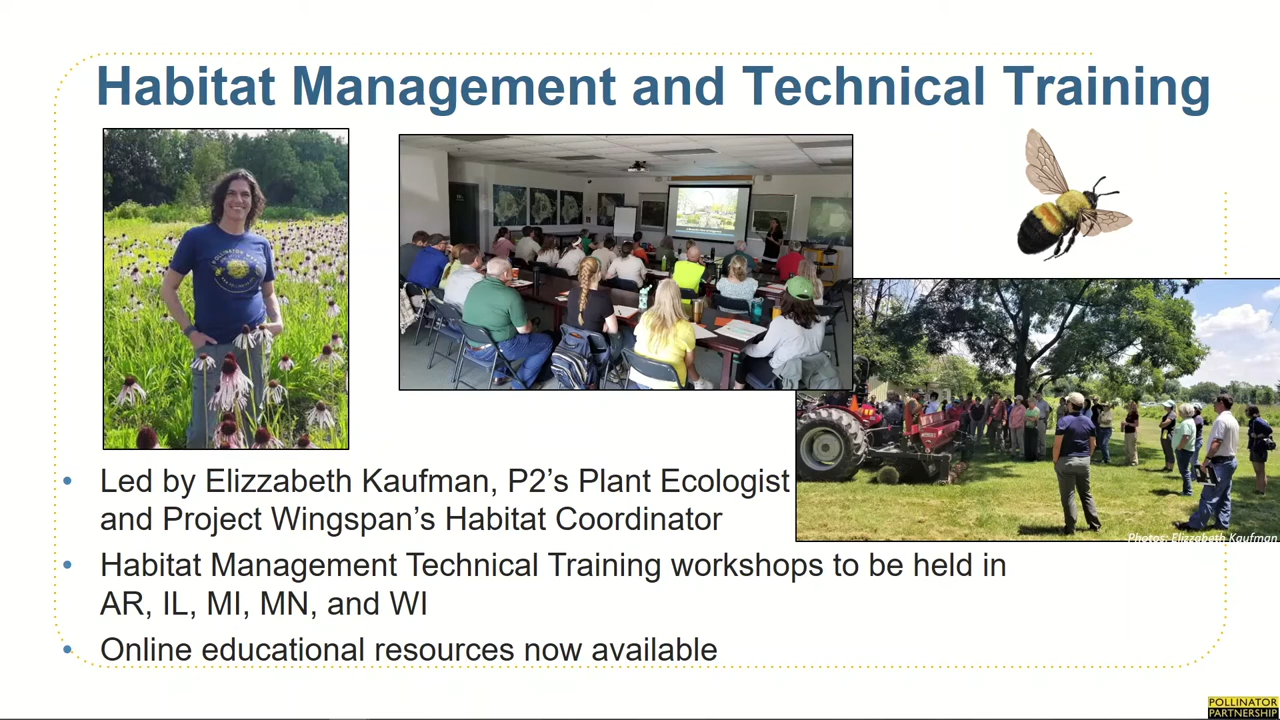 Habitat Management and Technical Training
• Led by Elizzabeth Kaufman, P2’s Plant Ecologist
and Project Wingspan’s Habitat Coordinator
Photos: Elizzabeth Kaufman
• Habitat Management Technical Training workshops to be held in
AR, IL, MI, MN, and WI
• Online educational resources now available
POLLINATOR
PARTNERSHIP